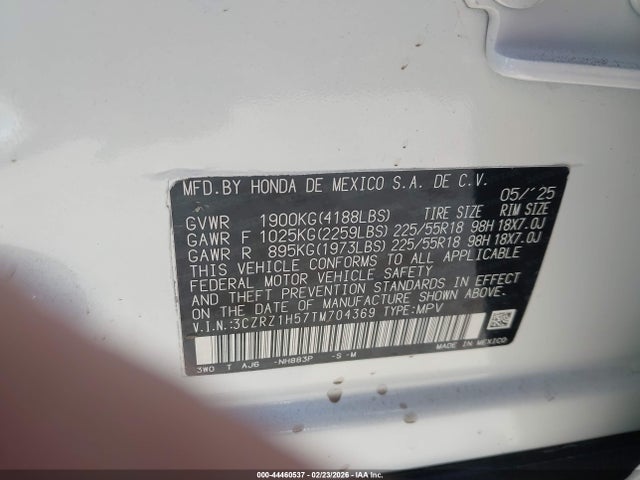 MFD.BY HONDA DE MEXICO S.A. DE C.V. 05/'25
GVWR 1900KG(4188LBS) TIRE SIZE RIM SIZE
GAWR F 1025KG(2259LBS) 225/55R18 98H 18X7.0J
GAWR R 895KG(1973LBS) 225/55R18 98H 18X7.0J
THIS VEHICLE CONFORMS TO ALL APPLICABLE
FEDERAL MOTOR VEHICLE SAFETY
AND THEFT PREVENTION STANDARDS IN EFFECT
ON THE DATE OF MANUFACTURE SHOWN ABOVE.
V.I.N.:3CZRZ1H57TM704369 TYPE:MPV
3W0 T AJ6 -NH883P -S -M MADE IN MEXICO
000-44460537 - 02/23/2026 - IAAI.COM